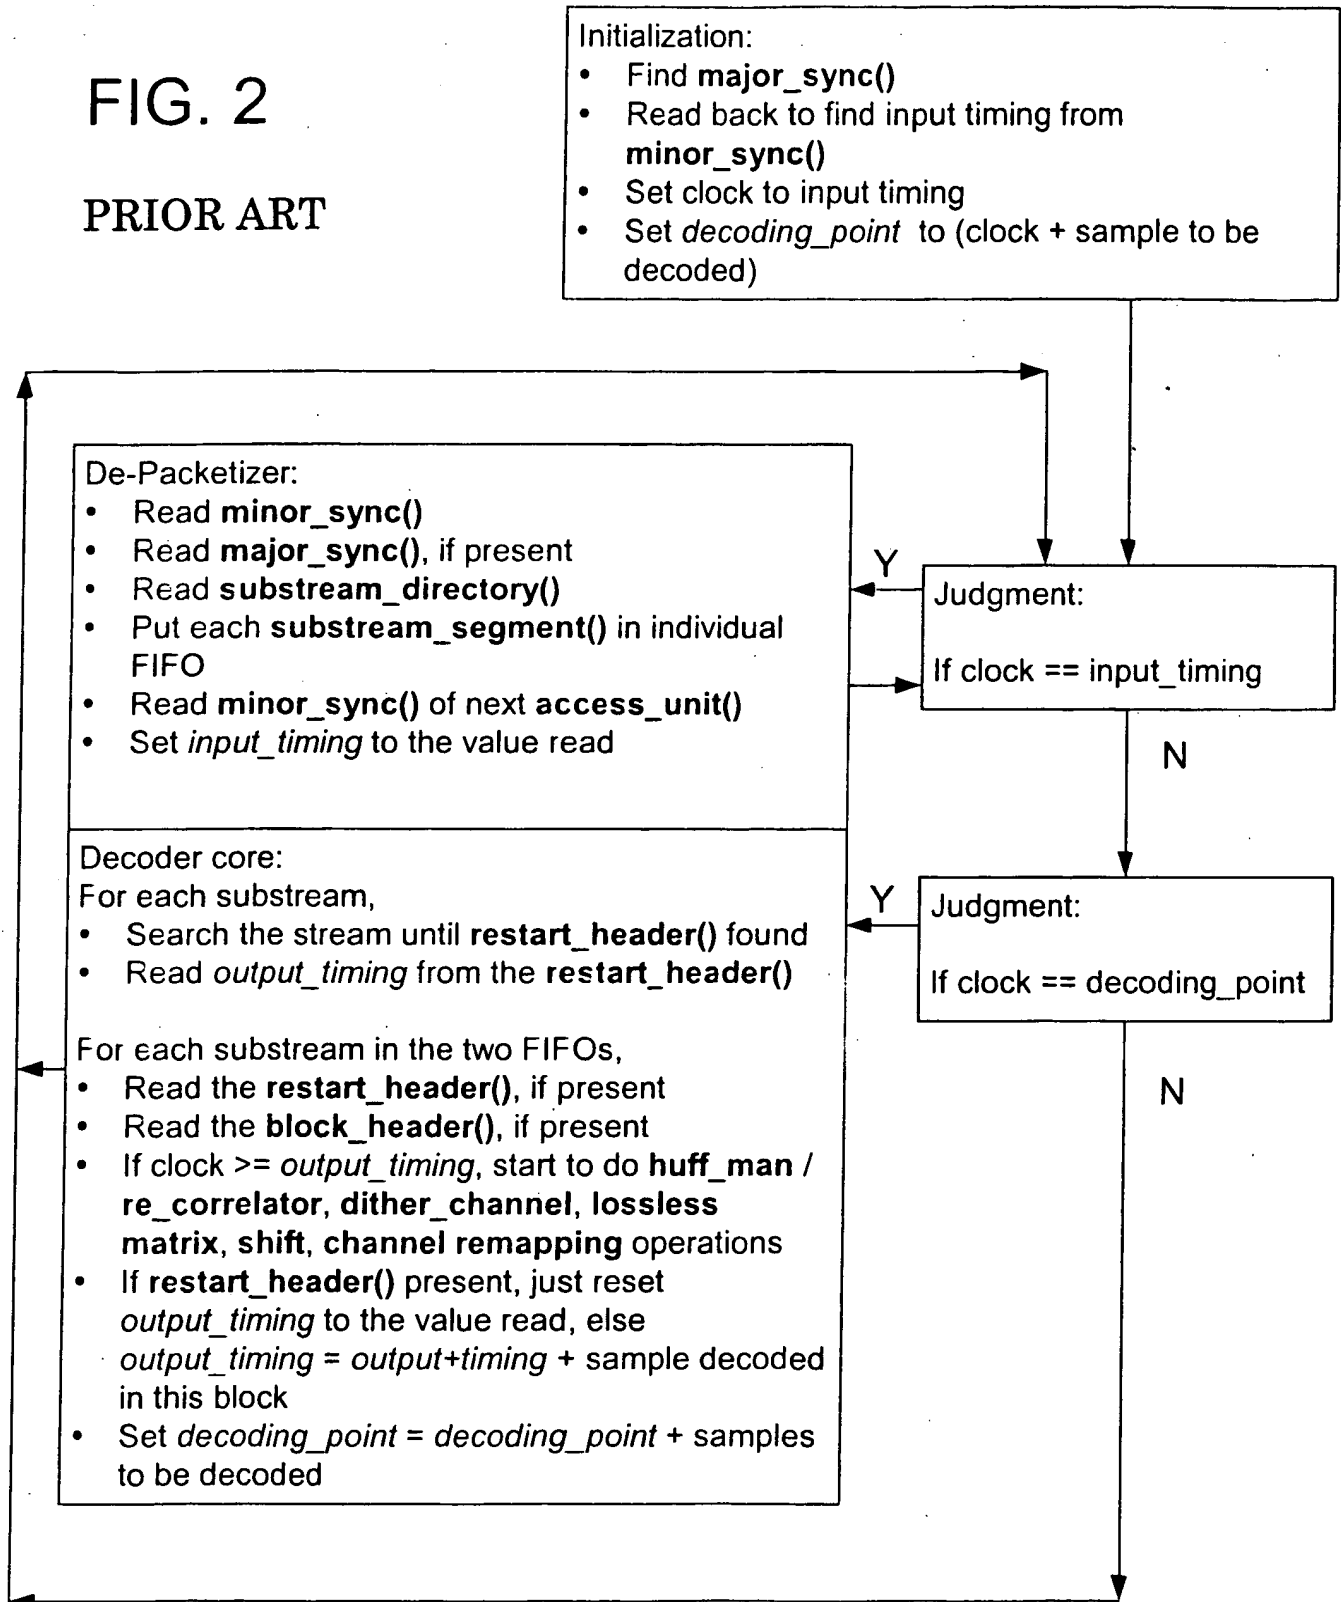 FIG. 2
PRIOR ART
Initialization:
• Find major_sync()
• Read back to find input timing from
minor_sync()
• Set clock to input timing
• Set decoding_point to (clock + sample to be
decoded)
De-Packetizer:
• Read minor_sync()
• Read major_sync(), if present
• Read substream_directory()
• Put each substream_segment() in individual
FIFO
• Read minor_sync() of next access_unit()
• Set input_timing to the value read
Y
Judgment:
If clock == input_timing
N
Decoder core:
For each substream,
• Search the stream until restart_header() found
• Read output_timing from the restart_header()
For each substream in the two FIFOs,
• Read the restart_header(), if present
• Read the block_header(), if present
• If clock >= output_timing, start to do huff_man /
re_correlator, dither_channel, lossless
matrix, shift, channel remapping operations
• If restart_header() present, just reset
output_timing to the value read, else
output_timing = output+timing + sample decoded
in this block
• Set decoding_point = decoding_point + samples
to be decoded
Y
Judgment:
If clock == decoding_point
N